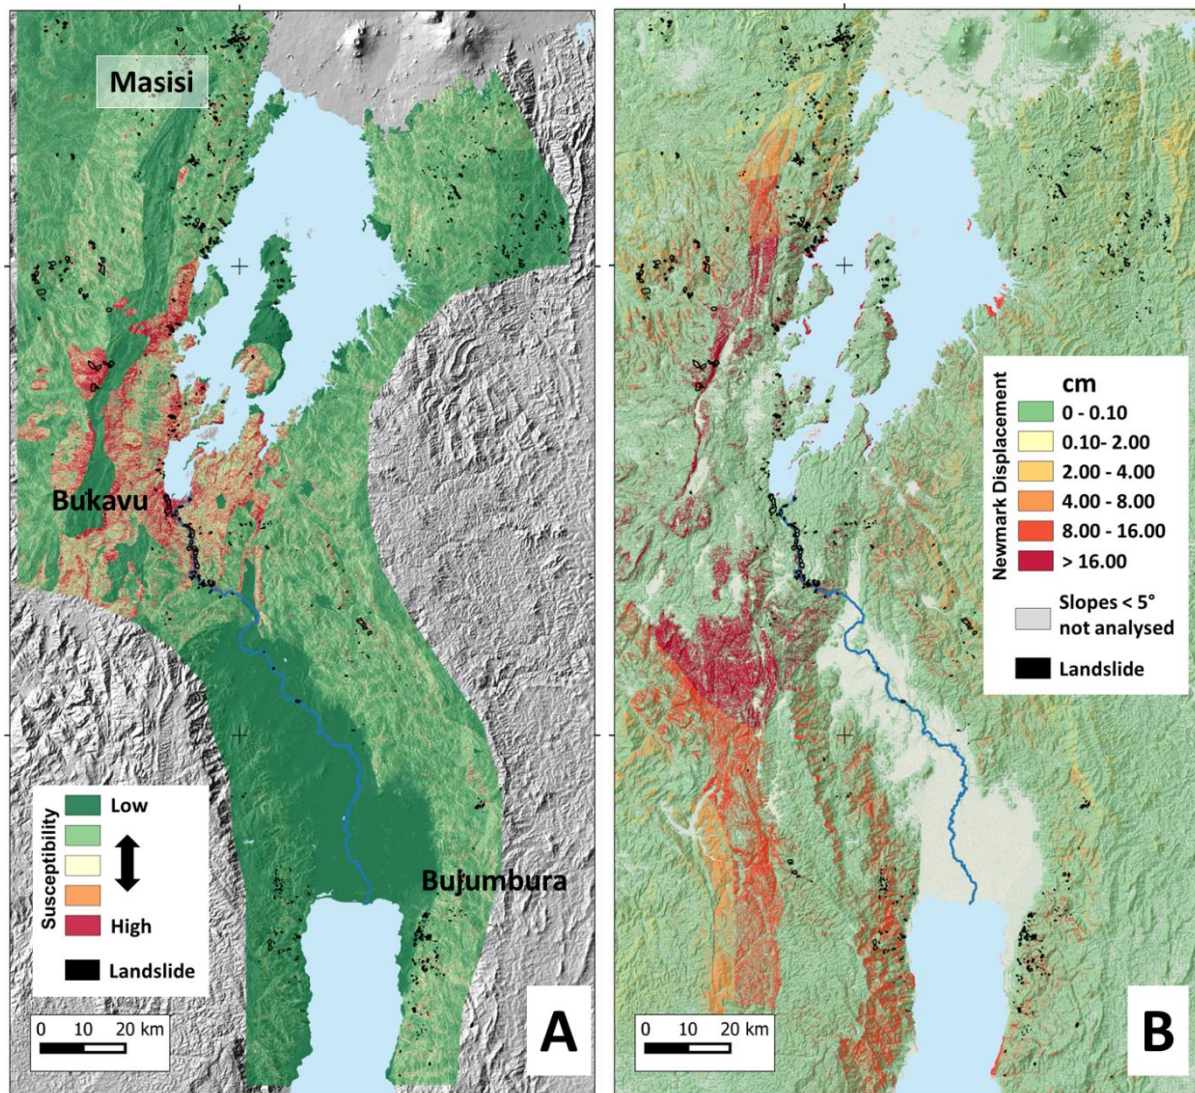 Masisi
Bukavu
Bujumbura
Susceptibility
Low
High
Landslide
0 10 20 km
A
Newmark Displacement
cm
0 - 0.10
0.10- 2.00
2.00 - 4.00
4.00 - 8.00
8.00 - 16.00
> 16.00
Slopes < 5°
not analysed
Landslide
0 10 20 km
B